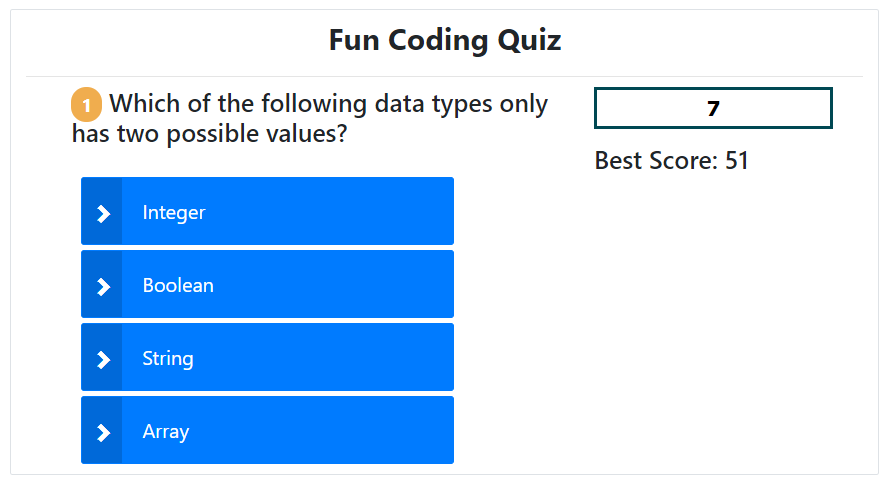 Fun Coding Quiz
1 Which of the following data types only
has two possible values?
7
Best Score: 51
Integer
Boolean
String
Array